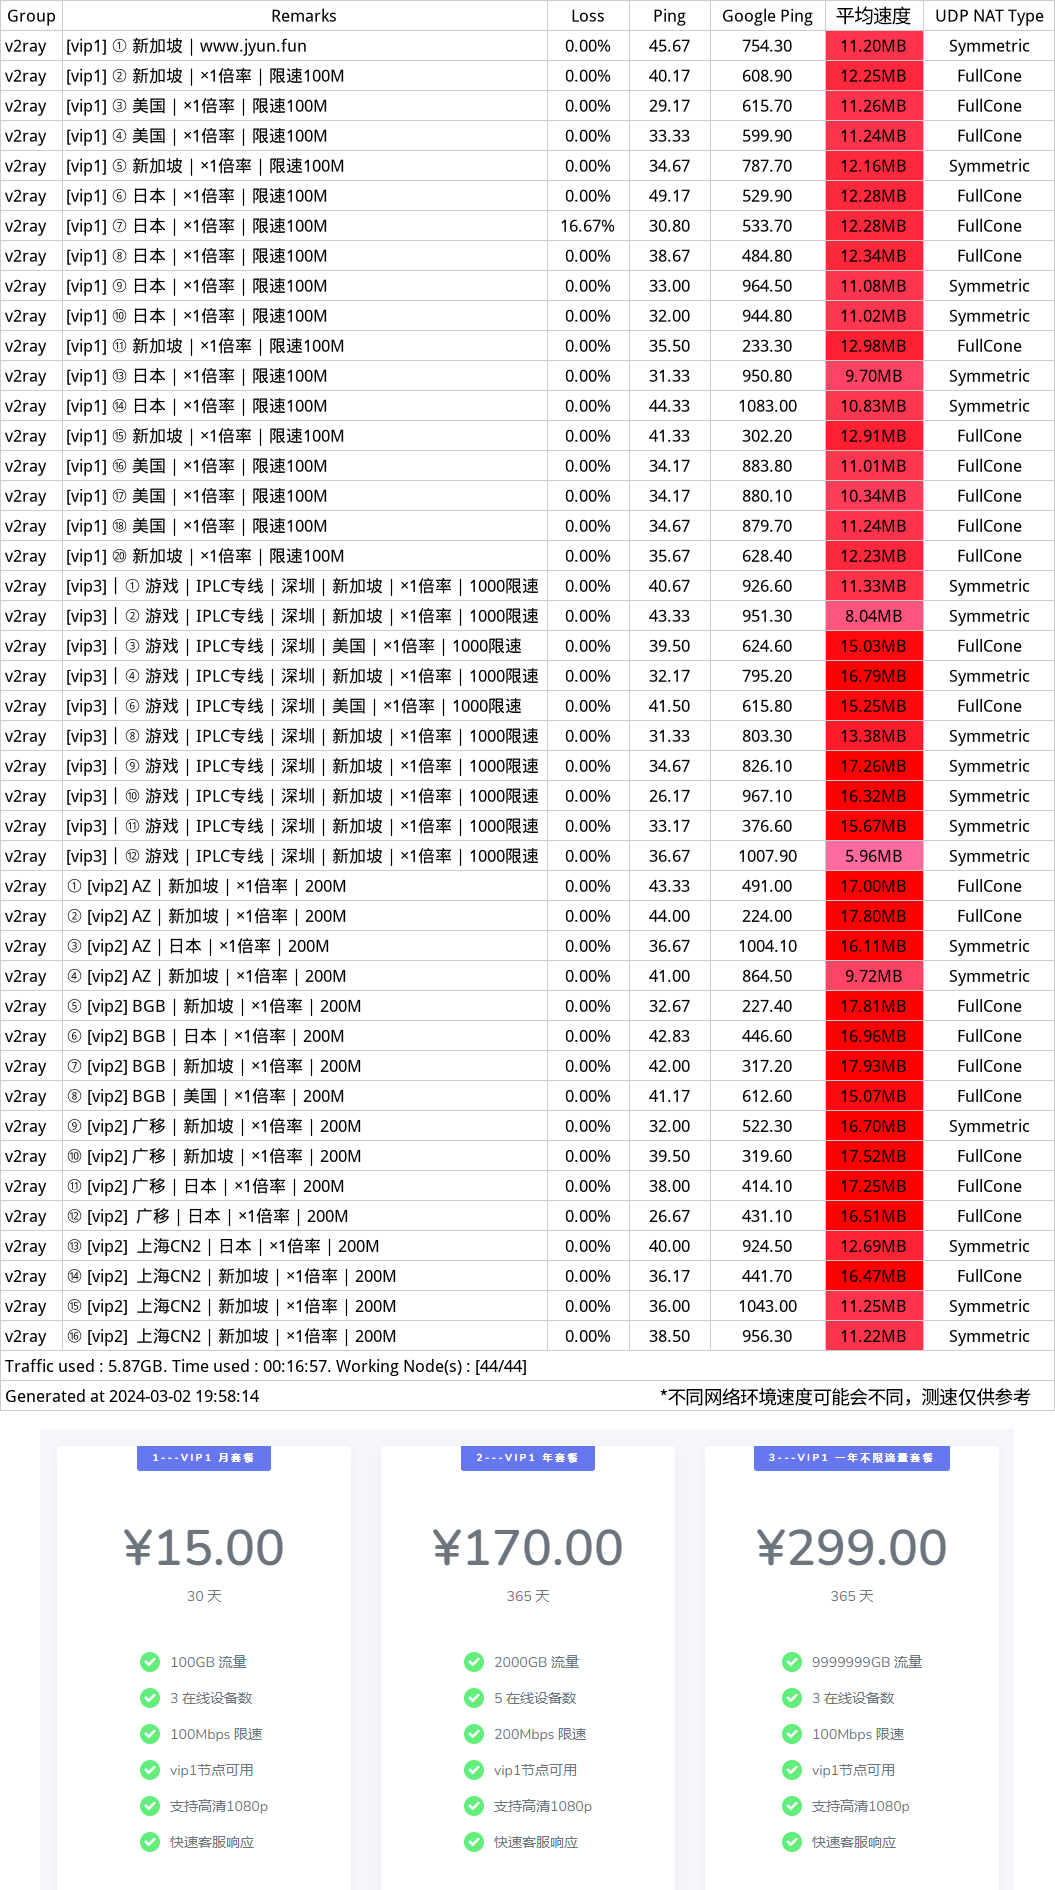 Group Remarks Loss Ping Google Ping 平均速度 UDP NAT Type
v2ray [vip1] ① 新加坡 | www.jyun.fun 0.00% 45.67 754.30 11.20MB Symmetric
v2ray [vip1] ② 新加坡 | ×1倍率 | 限速100M 0.00% 40.17 608.90 12.25MB FullCone
v2ray [vip1] ③ 美国 | ×1倍率 | 限速100M 0.00% 29.17 615.70 11.26MB FullCone
v2ray [vip1] ④ 美国 | ×1倍率 | 限速100M 0.00% 33.33 599.90 11.24MB FullCone
v2ray [vip1] ⑤ 新加坡 | ×1倍率 | 限速100M 0.00% 34.67 787.70 12.16MB Symmetric
v2ray [vip1] ⑥ 日本 | ×1倍率 | 限速100M 0.00% 49.17 529.90 12.28MB FullCone
v2ray [vip1] ⑦ 日本 | ×1倍率 | 限速100M 16.67% 30.80 533.70 12.28MB FullCone
v2ray [vip1] ⑧ 日本 | ×1倍率 | 限速100M 0.00% 38.67 484.80 12.34MB FullCone
v2ray [vip1] ⑨ 日本 | ×1倍率 | 限速100M 0.00% 33.00 964.50 11.08MB Symmetric
v2ray [vip1] ⑩ 日本 | ×1倍率 | 限速100M 0.00% 32.00 944.80 11.02MB Symmetric
v2ray [vip1] ⑪ 新加坡 | ×1倍率 | 限速100M 0.00% 35.50 233.30 12.98MB FullCone
v2ray [vip1] ⑬ 日本 | ×1倍率 | 限速100M 0.00% 31.33 950.80 9.70MB Symmetric
v2ray [vip1] ⑭ 日本 | ×1倍率 | 限速100M 0.00% 44.33 1083.00 10.83MB Symmetric
v2ray [vip1] ⑮ 新加坡 | ×1倍率 | 限速100M 0.00% 41.33 302.20 12.91MB FullCone
v2ray [vip1] ⑯ 美国 | ×1倍率 | 限速100M 0.00% 34.17 883.80 11.01MB FullCone
v2ray [vip1] ⑰ 美国 | ×1倍率 | 限速100M 0.00% 34.17 880.10 10.34MB FullCone
v2ray [vip1] ⑱ 美国 | ×1倍率 | 限速100M 0.00% 34.67 879.70 11.24MB FullCone
v2ray [vip1] ⑳ 新加坡 | ×1倍率 | 限速100M 0.00% 35.67 628.40 12.23MB FullCone
v2ray [vip3] | ① 游戏 | IPLC专线 | 深圳 | 新加坡 | ×1倍率 | 1000限速 0.00% 40.67 926.60 11.33MB Symmetric
v2ray [vip3] | ② 游戏 | IPLC专线 | 深圳 | 新加坡 | ×1倍率 | 1000限速 0.00% 43.33 951.30 8.04MB Symmetric
v2ray [vip3] | ③ 游戏 | IPLC专线 | 深圳 | 美国 | ×1倍率 | 1000限速 0.00% 39.50 624.60 15.03MB FullCone
v2ray [vip3] | ④ 游戏 | IPLC专线 | 深圳 | 新加坡 | ×1倍率 | 1000限速 0.00% 32.17 795.20 16.79MB Symmetric
v2ray [vip3] | ⑥ 游戏 | IPLC专线 | 深圳 | 美国 | ×1倍率 | 1000限速 0.00% 41.50 615.80 15.25MB FullCone
v2ray [vip3] | ⑧ 游戏 | IPLC专线 | 深圳 | 新加坡 | ×1倍率 | 1000限速 0.00% 31.33 803.30 13.38MB Symmetric
v2ray [vip3] | ⑨ 游戏 | IPLC专线 | 深圳 | 新加坡 | ×1倍率 | 1000限速 0.00% 34.67 826.10 17.26MB Symmetric
v2ray [vip3] | ⑩ 游戏 | IPLC专线 | 深圳 | 新加坡 | ×1倍率 | 1000限速 0.00% 26.17 967.10 16.32MB Symmetric
v2ray [vip3] | ⑪ 游戏 | IPLC专线 | 深圳 | 新加坡 | ×1倍率 | 1000限速 0.00% 33.17 376.60 15.67MB Symmetric
v2ray [vip3] | ⑫ 游戏 | IPLC专线 | 深圳 | 新加坡 | ×1倍率 | 1000限速 0.00% 36.67 1007.90 5.96MB Symmetric
v2ray ① [vip2] AZ | 新加坡 | ×1倍率 | 200M 0.00% 43.33 491.00 17.00MB FullCone
v2ray ② [vip2] AZ | 新加坡 | ×1倍率 | 200M 0.00% 44.00 224.00 17.80MB FullCone
v2ray ③ [vip2] AZ | 日本 | ×1倍率 | 200M 0.00% 36.67 1004.10 16.11MB Symmetric
v2ray ④ [vip2] AZ | 新加坡 | ×1倍率 | 200M 0.00% 41.00 864.50 9.72MB Symmetric
v2ray ⑤ [vip2] BGB | 新加坡 | ×1倍率 | 200M 0.00% 32.67 227.40 17.81MB FullCone
v2ray ⑥ [vip2] BGB | 日本 | ×1倍率 | 200M 0.00% 42.83 446.60 16.96MB FullCone
v2ray ⑦ [vip2] BGB | 新加坡 | ×1倍率 | 200M 0.00% 42.00 317.20 17.93MB FullCone
v2ray ⑧ [vip2] BGB | 美国 | ×1倍率 | 200M 0.00% 41.17 612.60 15.07MB FullCone
v2ray ⑨ [vip2] 广移 | 新加坡 | ×1倍率 | 200M 0.00% 32.00 522.30 16.70MB Symmetric
v2ray ⑩ [vip2] 广移 | 新加坡 | ×1倍率 | 200M 0.00% 39.50 319.60 17.52MB FullCone
v2ray ⑪ [vip2] 广移 | 日本 | ×1倍率 | 200M 0.00% 38.00 414.10 17.25MB FullCone
v2ray ⑫ [vip2] 广移 | 日本 | ×1倍率 | 200M 0.00% 26.67 431.10 16.51MB FullCone
v2ray ⑬ [vip2] 上海CN2 | 日本 | ×1倍率 | 200M 0.00% 40.00 924.50 12.69MB Symmetric
v2ray ⑭ [vip2] 上海CN2 | 新加坡 | ×1倍率 | 200M 0.00% 36.17 441.70 16.47MB FullCone
v2ray ⑮ [vip2] 上海CN2 | 新加坡 | ×1倍率 | 200M 0.00% 36.00 1043.00 11.25MB Symmetric
v2ray ⑯ [vip2] 上海CN2 | 新加坡 | ×1倍率 | 200M 0.00% 38.50 956.30 11.22MB Symmetric
Traffic used : 5.87GB. Time used : 00:16:57. Working Node(s) : [44/44]
Generated at 2024-03-02 19:58:14 *不同网络环境速度可能会不同，测速仅供参考
1---VIP1 月套餐
¥15.00
30 天
100GB 流量
3 在线设备数
100Mbps 限速
vip1节点可用
支持高清1080p
快速客服响应
2---VIP1 年套餐
¥170.00
365 天
2000GB 流量
5 在线设备数
200Mbps 限速
vip1节点可用
支持高清1080p
快速客服响应
3---VIP1 一年不限流量套餐
¥299.00
365 天
9999999GB 流量
3 在线设备数
100Mbps 限速
vip1节点可用
支持高清1080p
快速客服响应